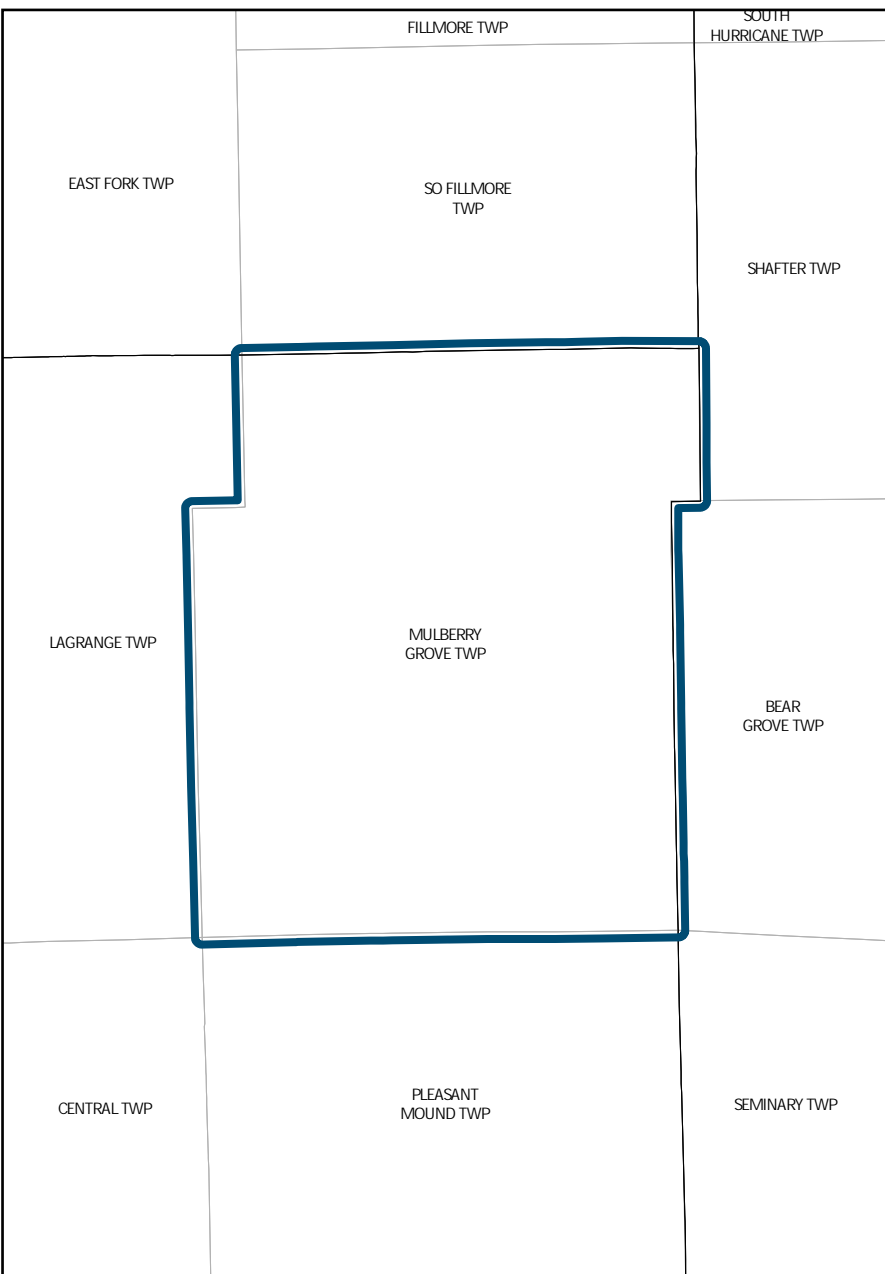 FILLMORE TWP
SOUTH
HURRICANE TWP
EAST FORK TWP
SO FILLMORE
TWP
SHAFTER TWP
LAGRANGE TWP
MULBERRY
GROVE TWP
BEAR
GROVE TWP
CENTRAL TWP
PLEASANT
MOUND TWP
SEMINARY TWP